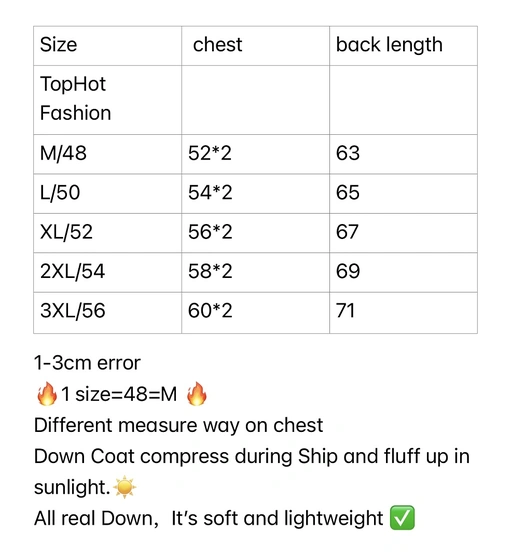 Size chest back length
TopHot
Fashion
M/48 52*2 63
L/50 54*2 65
XL/52 56*2 67
2XL/54 58*2 69
3XL/56 60*2 71
1-3cm error
🔥1 size=48=M 🔥
Different measure way on chest
Down Coat compress during Ship and fluff up in
sunlight.☀️
All real Down，It's soft and lightweight ✅